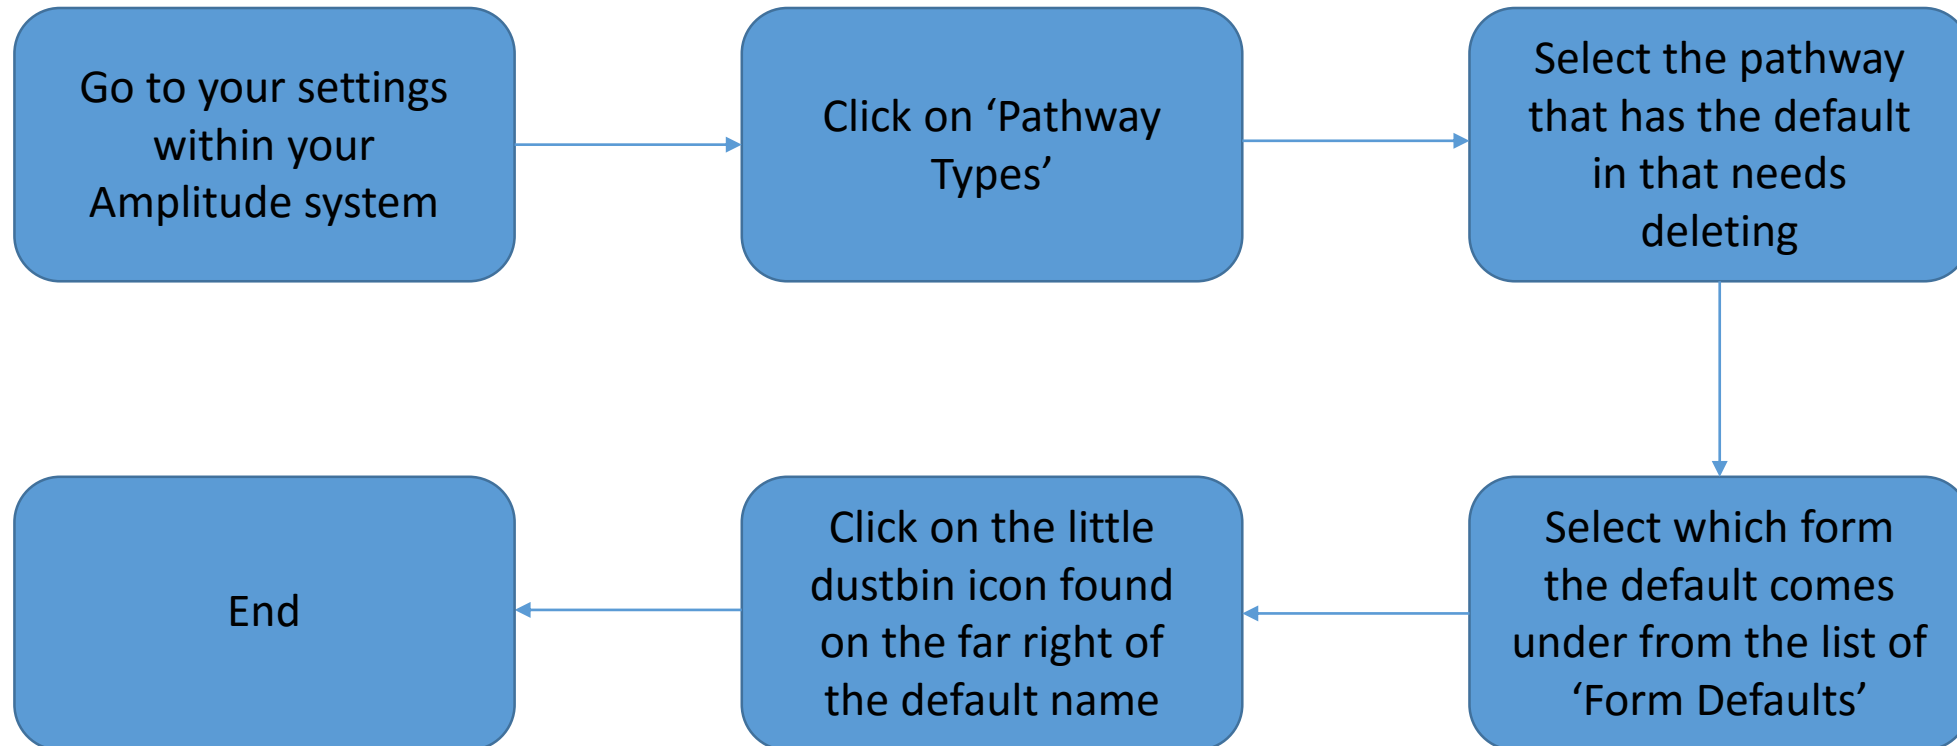 Go to your settings
within your
Amplitude system
Click on ‘Pathway
Types’
Select the pathway
that has the default
in that needs
deleting
Select which form
the default comes
under from the list of
‘Form Defaults’
Click on the little
dustbin icon found
on the far right of
the default name
End